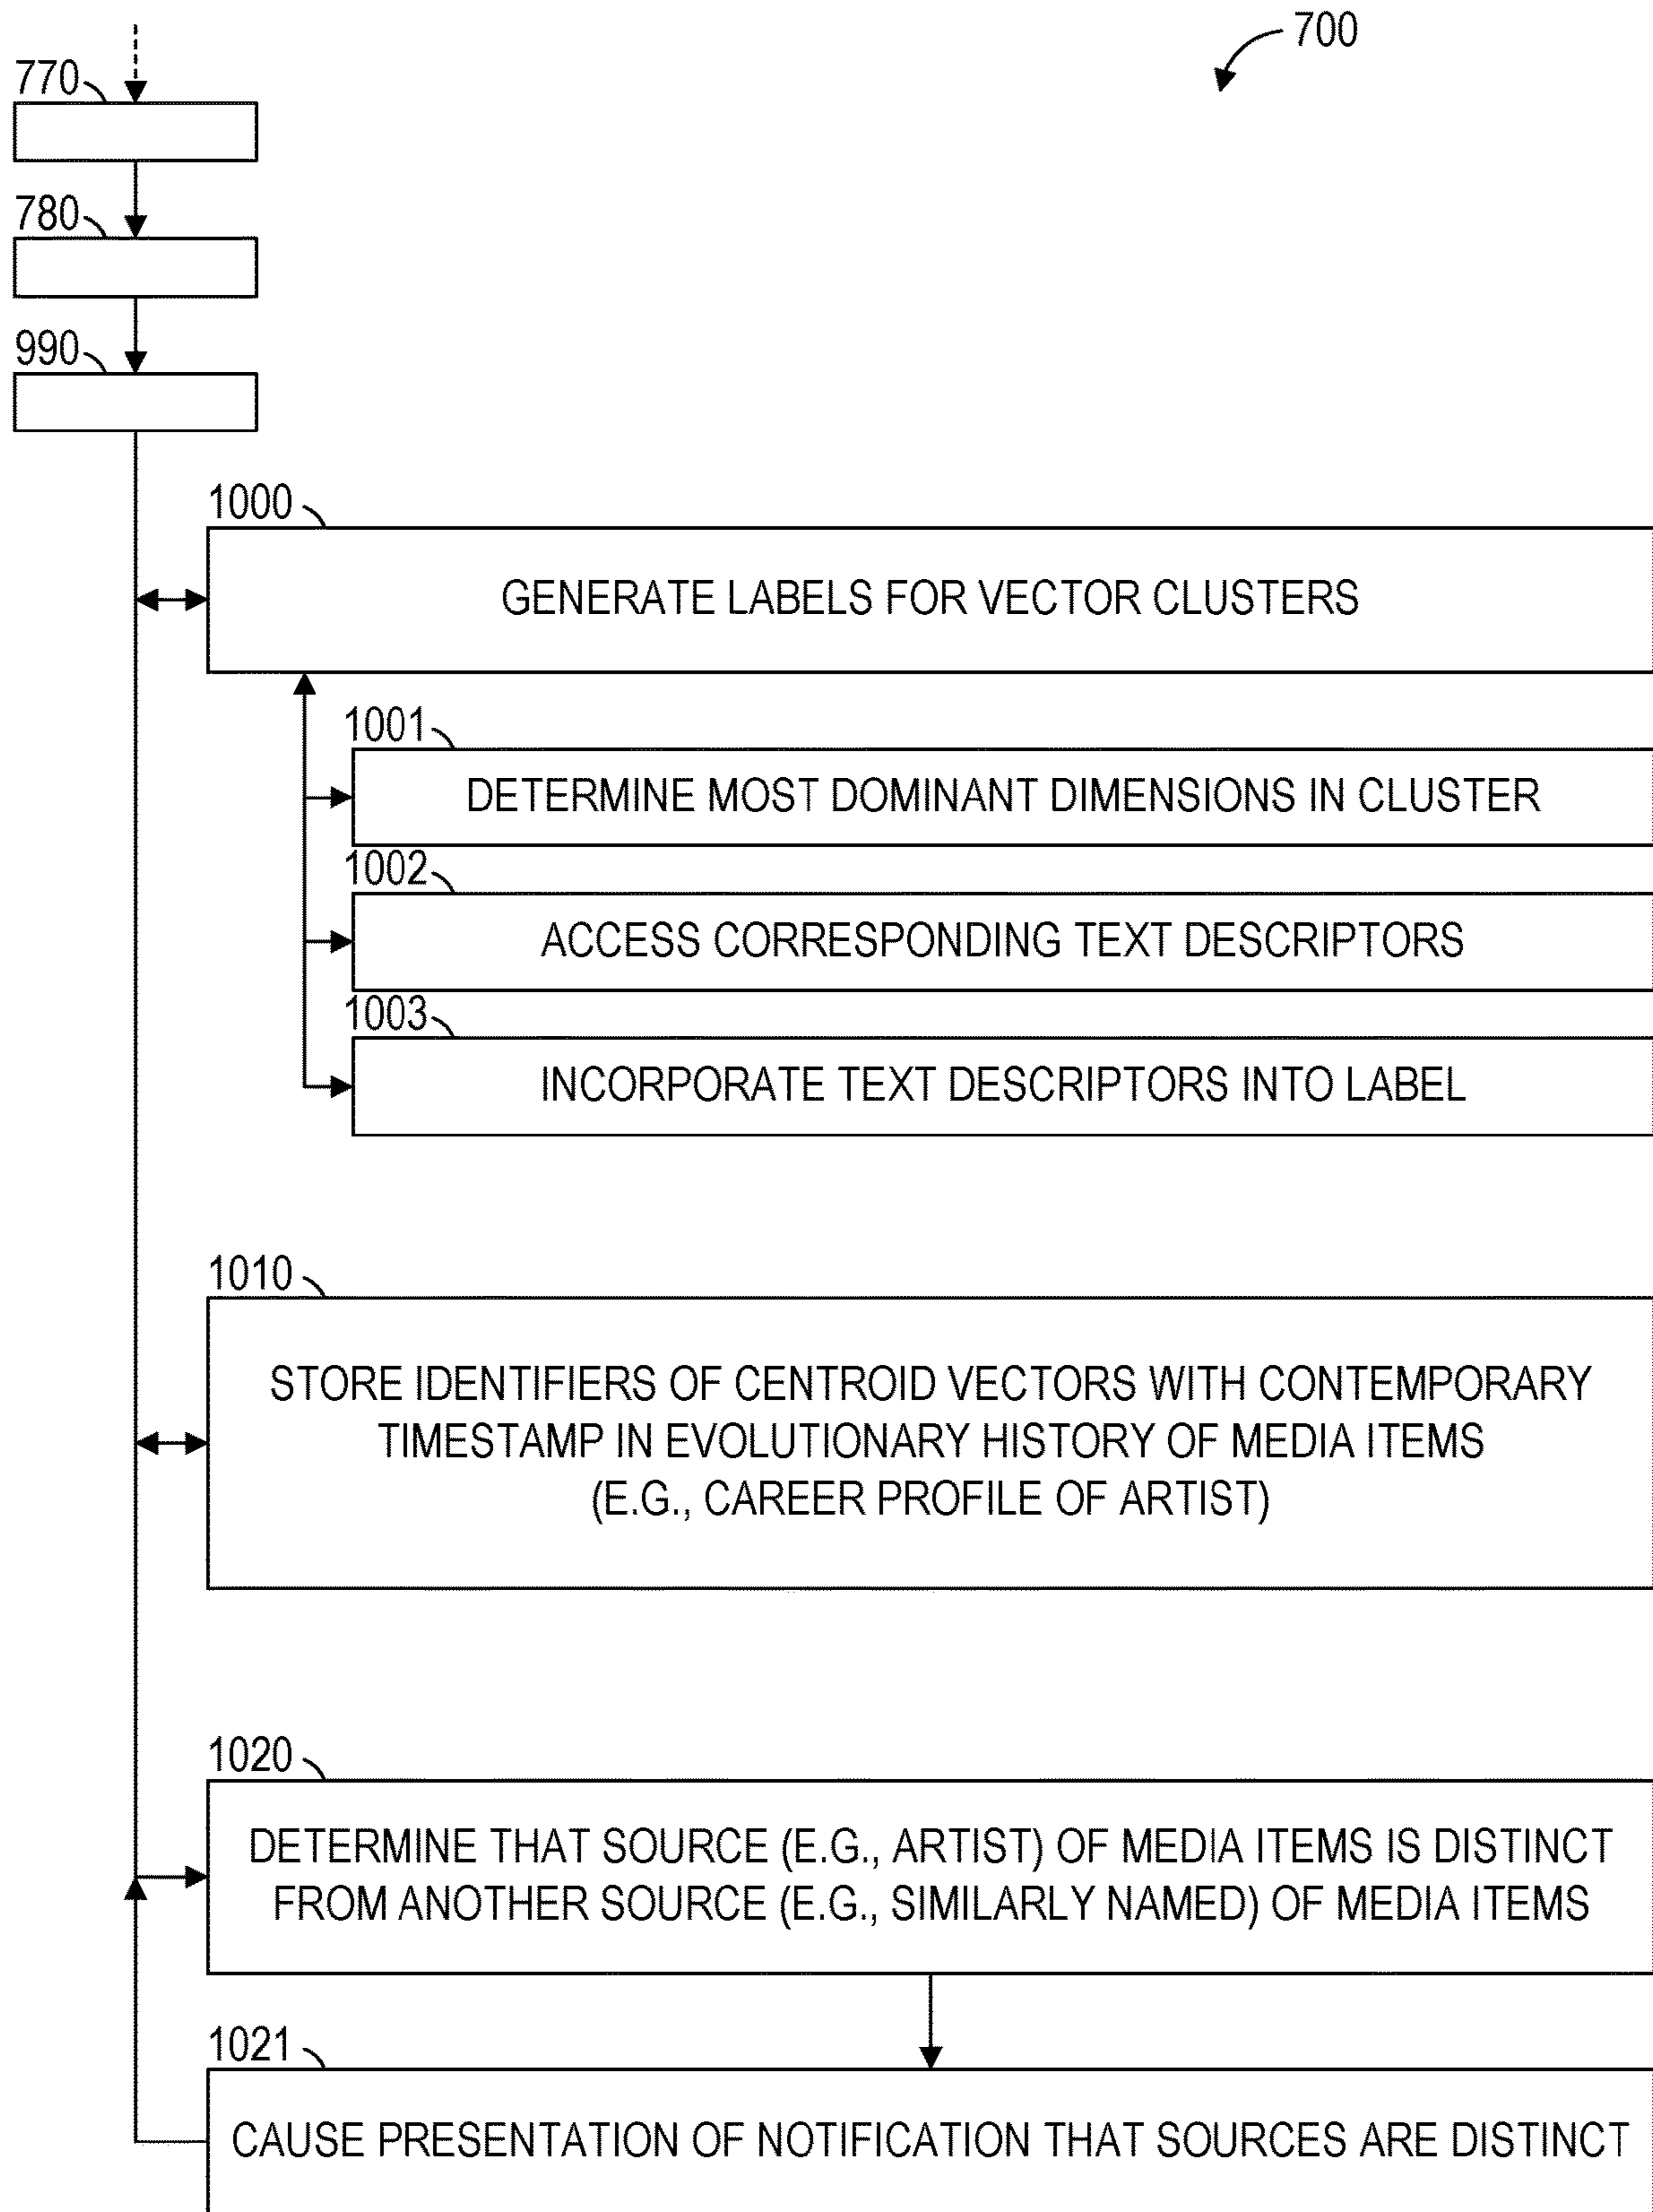 700
770
780
990
1000
GENERATE LABELS FOR VECTOR CLUSTERS
1001
DETERMINE MOST DOMINANT DIMENSIONS IN CLUSTER
1002
ACCESS CORRESPONDING TEXT DESCRIPTORS
1003
INCORPORATE TEXT DESCRIPTORS INTO LABEL
1010
STORE IDENTIFIERS OF CENTROID VECTORS WITH CONTEMPORARY
TIMESTAMP IN EVOLUTIONARY HISTORY OF MEDIA ITEMS
(E.G., CAREER PROFILE OF ARTIST)
1020
DETERMINE THAT SOURCE (E.G., ARTIST) OF MEDIA ITEMS IS DISTINCT
FROM ANOTHER SOURCE (E.G., SIMILARLY NAMED) OF MEDIA ITEMS
1021
CAUSE PRESENTATION OF NOTIFICATION THAT SOURCES ARE DISTINCT